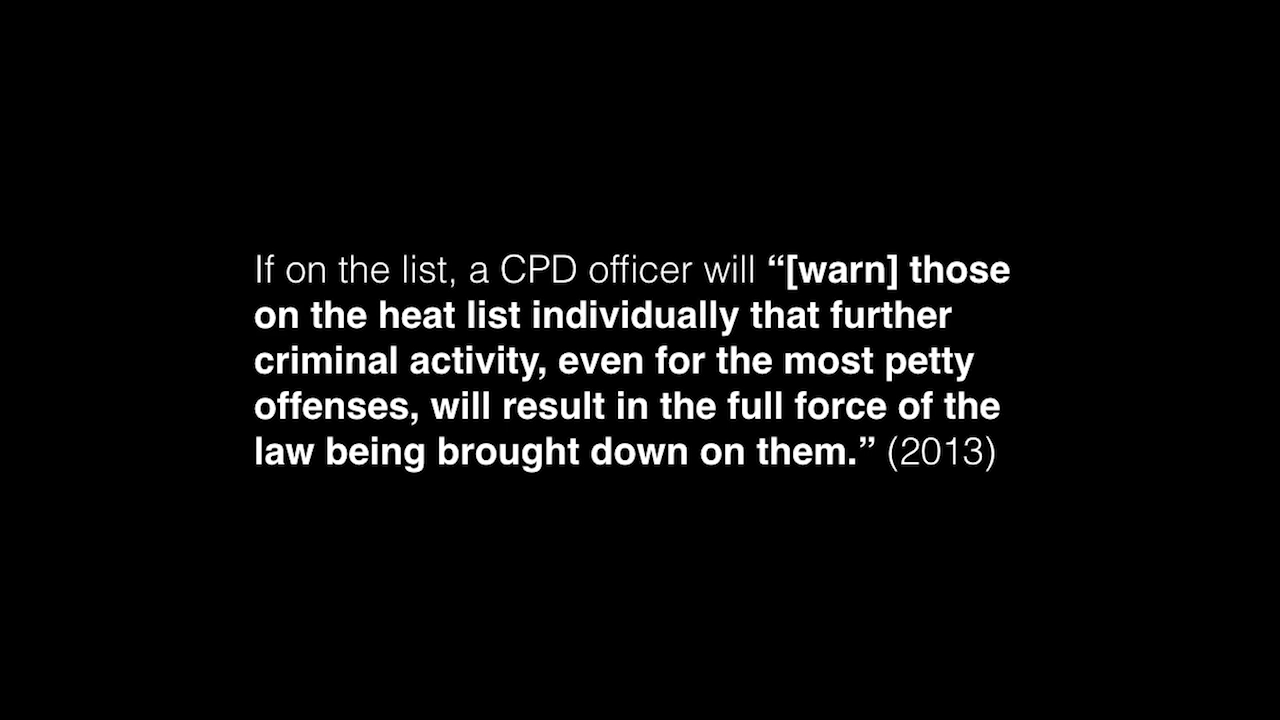 If on the list, a CPD officer will “[warn] those
on the heat list individually that further
criminal activity, even for the most petty
offenses, will result in the full force of the
law being brought down on them.” (2013)